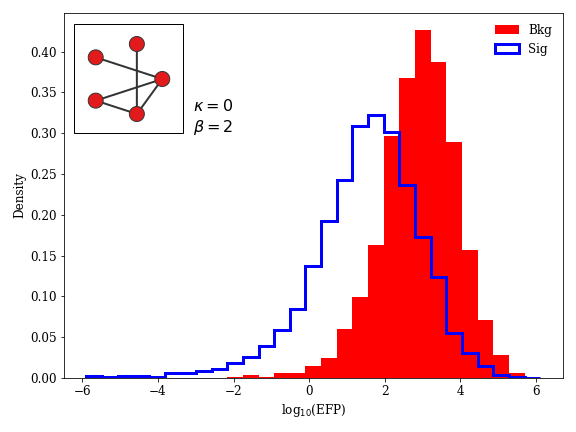 Bkg
Sig
κ = 0
β = 2
Density
0.40
0.35
0.30
0.25
0.20
0.15
0.10
0.05
0.00
−6 −4 −2 0 2 4 6
log₁₀(EFP)